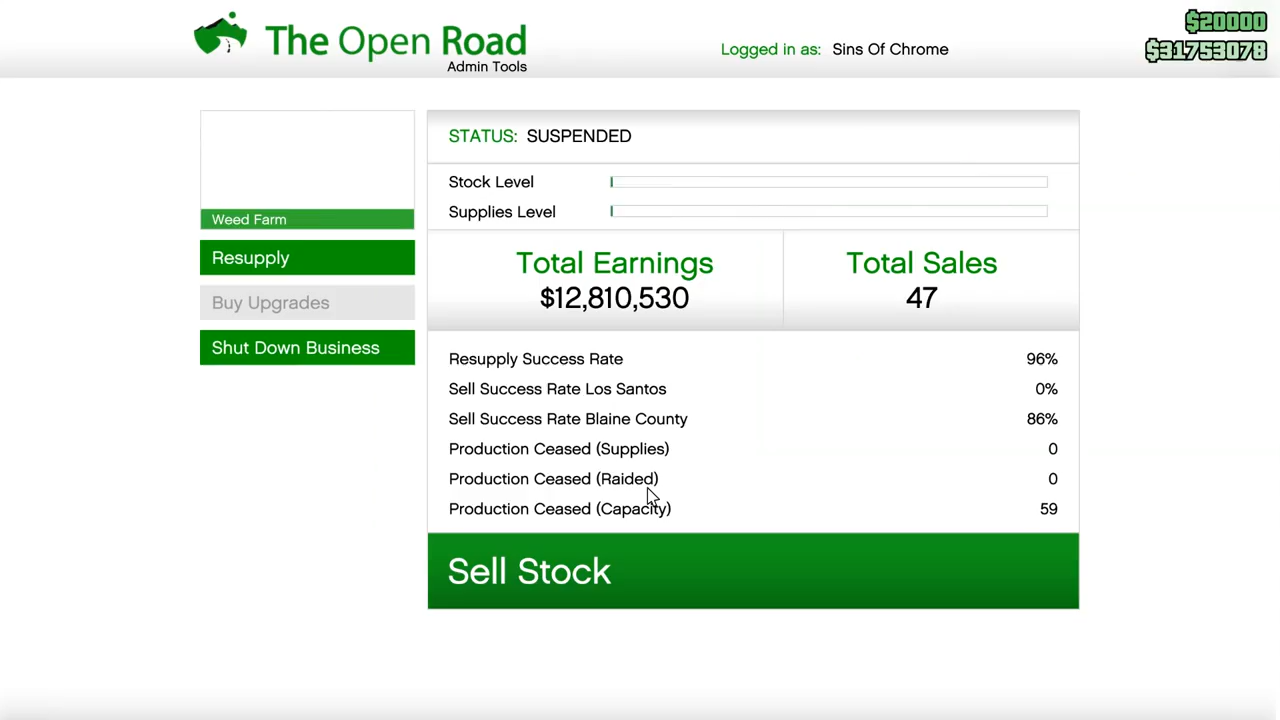 The Open Road
Admin Tools
Logged in as: Sins Of Chrome
$20000
$31753078
Weed Farm
Resupply
Buy Upgrades
Shut Down Business
STATUS: SUSPENDED
Stock Level
Supplies Level
Total Earnings
$12,810,530
Total Sales
47
Resupply Success Rate 96%
Sell Success Rate Los Santos 0%
Sell Success Rate Blaine County 86%
Production Ceased (Supplies) 0
Production Ceased (Raided) 0
Production Ceased (Capacity) 59
Sell Stock